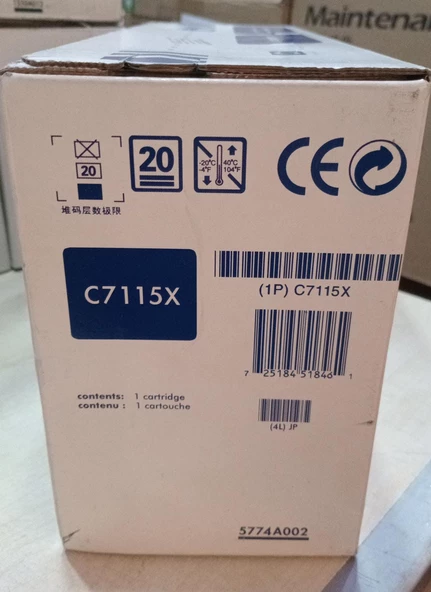 Maintena
20
20
-20°C
-4°F
40°C
104°F
CE
堆码层数极限
C7115X
(1P) C7115X
7 25184 51846 1
contents: 1 cartridge
contenu : 1 cartouche
(4L) JP
5774A002